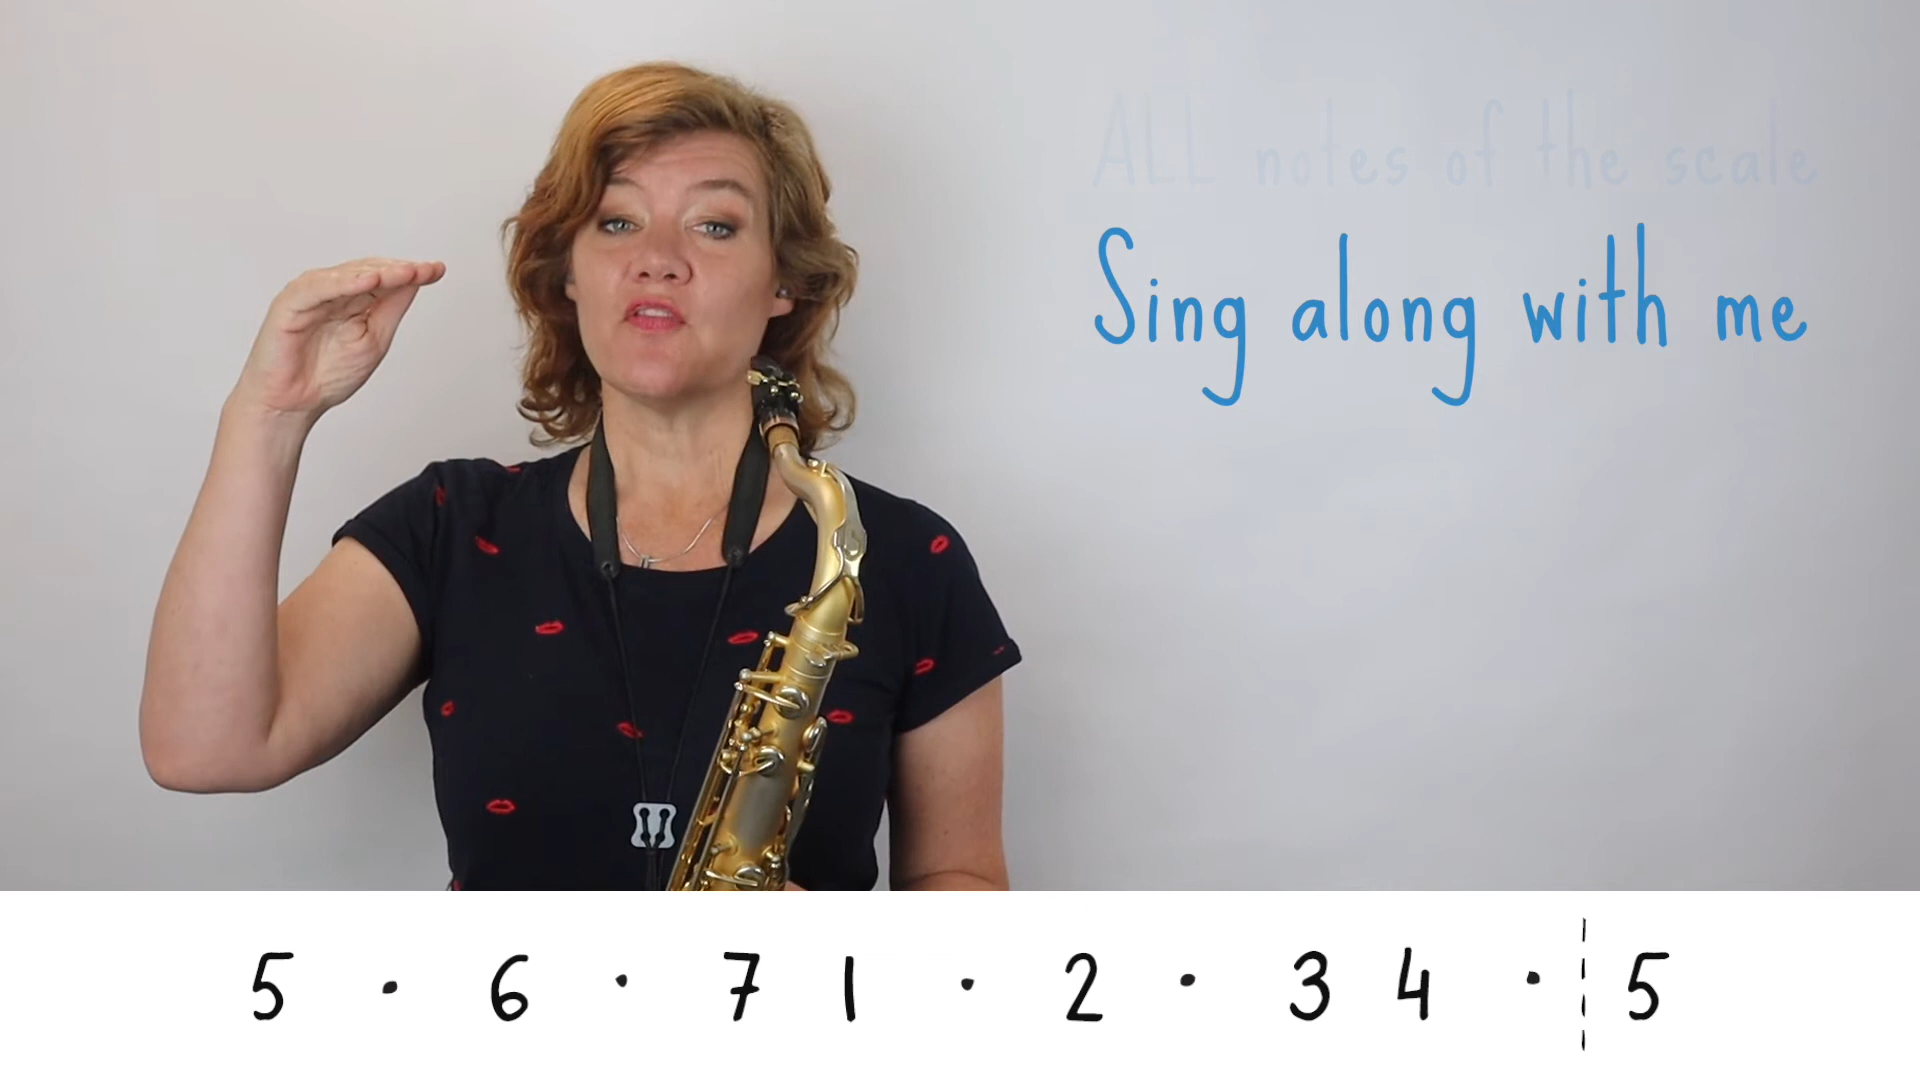 ALL notes of the scale
Sing along with me
5 · 6 · 7 1 · 2 · 3 4 · 5